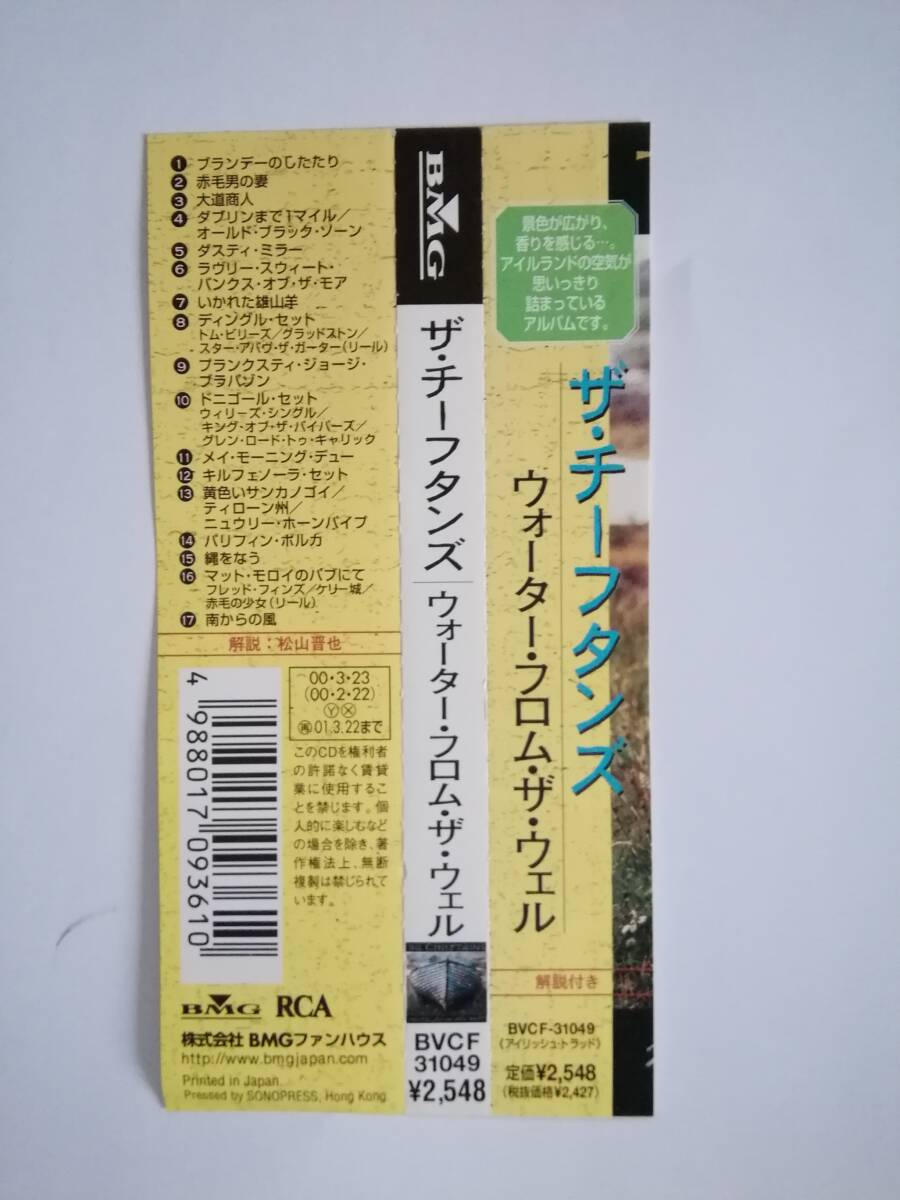 ❶ ブランデーのしたたり
❷ 赤毛男の妻
❸ 大道商人
❹ ダブリンまで1マイル/
オールド・ブラック・ソーン
❺ ダスティ・ミラー
❻ ラヴリー・スウィート・
バンクス・オブ・ザ・モア
❼ いかれた雄山羊
❽ ディングル・セット
トム・ビリーズ/グラッドストン/
スター・アバヴ・ザ・ガーター(リール)
❾ プランクスティ・ジョージ・
ブラバゾン
❿ ドニゴール・セット
ウィリーズ・シングル/
キング・オブ・ザ・パイパーズ/
グレン・ロード・トゥ・キャリック
⓫ メイ・モーニング・デュー
⓬ キルフェノーラ・セット
⓭ 黄色いサンカノゴイ/
ティローン州/
ニュウリー・ホーンパイプ
⓮ バリフィン・ポルカ
⓯ 縄をなう
⓰ マット・モロイのパブにて
フレッド・フィンズ/ケリー城/
赤毛の少女(リール)
⓱ 南からの風
解説:松山晋也
4 988017 093610
00・3・23
(00・2・22)
Ⓨ Ⓧ
㊢01.3.22まで
このCDを権利者
の許諾なく賃貸
業に使用するこ
とを禁じます。個
人的に楽しむなど
の場合を除き、著
作権法上、無断
複製は禁じられて
います。
BMG RCA
株式会社 BMGファンハウス
http://www.bmgjapan.com
Printed in Japan.
Pressed by SONOPRESS, Hong Kong
BMG
ザ・チーフタンズ
ウォーター・フロム・ザ・ウェル
THE CHIEFTAINS
BVCF
31049
¥2,548
景色が広がり、
香りを感じる…。
アイルランドの空気が
思いっきり
詰まっている
アルバムです。
ザ・チーフタンズ
ウォーター・フロム・ザ・ウェル
解説付き
BVCF-31049
(アイリッシュ・トラッド)
定価¥2,548
(税抜価格¥2,427)